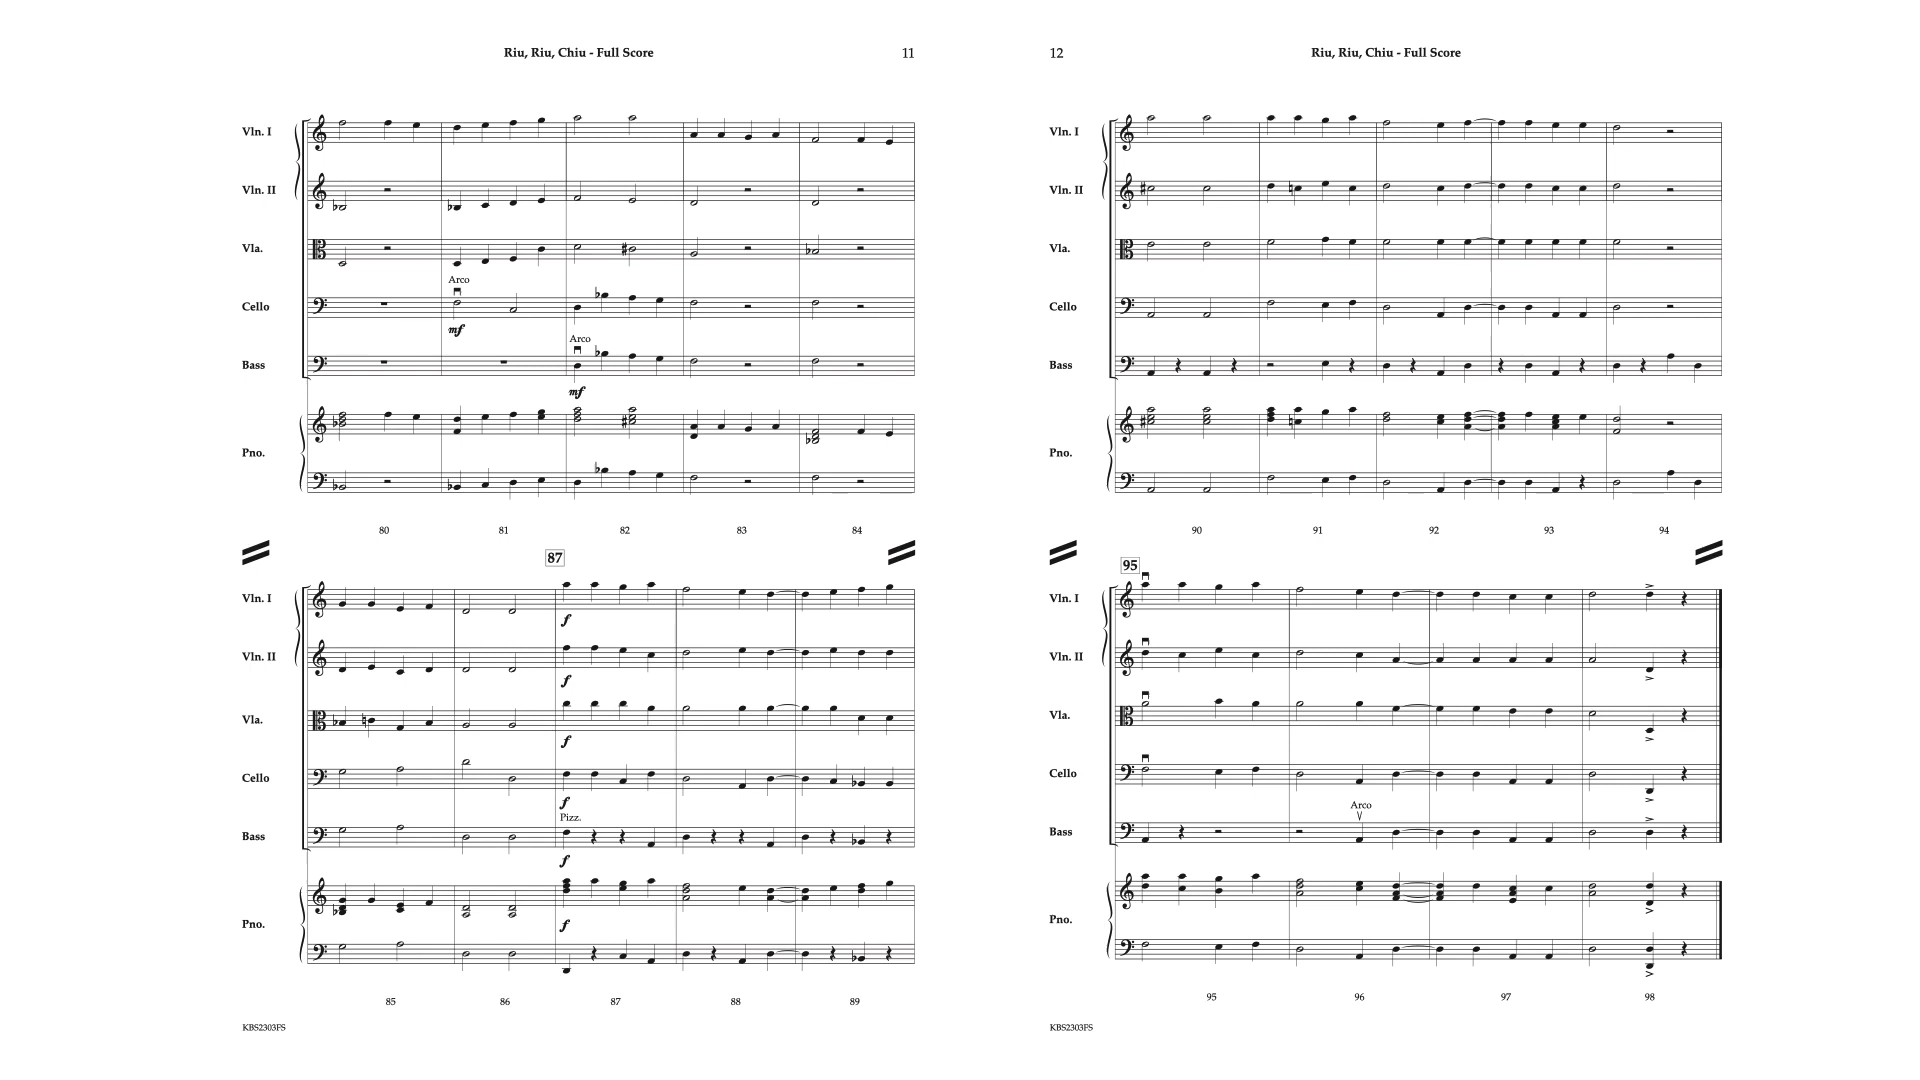 Riu, Riu, Chiu - Full Score
11
Vln. I
Vln. II
Vla.
Arco
Cello
mf
Arco
Bass
mf
Pno.
80 81 82 83 84
87
Vln. I
f
Vln. II
f
Vla.
f
Cello
f
Pizz.
Bass
f
Pno.
f
85 86 87 88 89
KBS2303FS
12
Riu, Riu, Chiu - Full Score
Vln. I
Vln. II
Vla.
Cello
Bass
Pno.
90 91 92 93 94
95
Vln. I
Vln. II
Vla.
Cello
Arco
Bass
Pno.
95 96 97 98
KBS2303FS